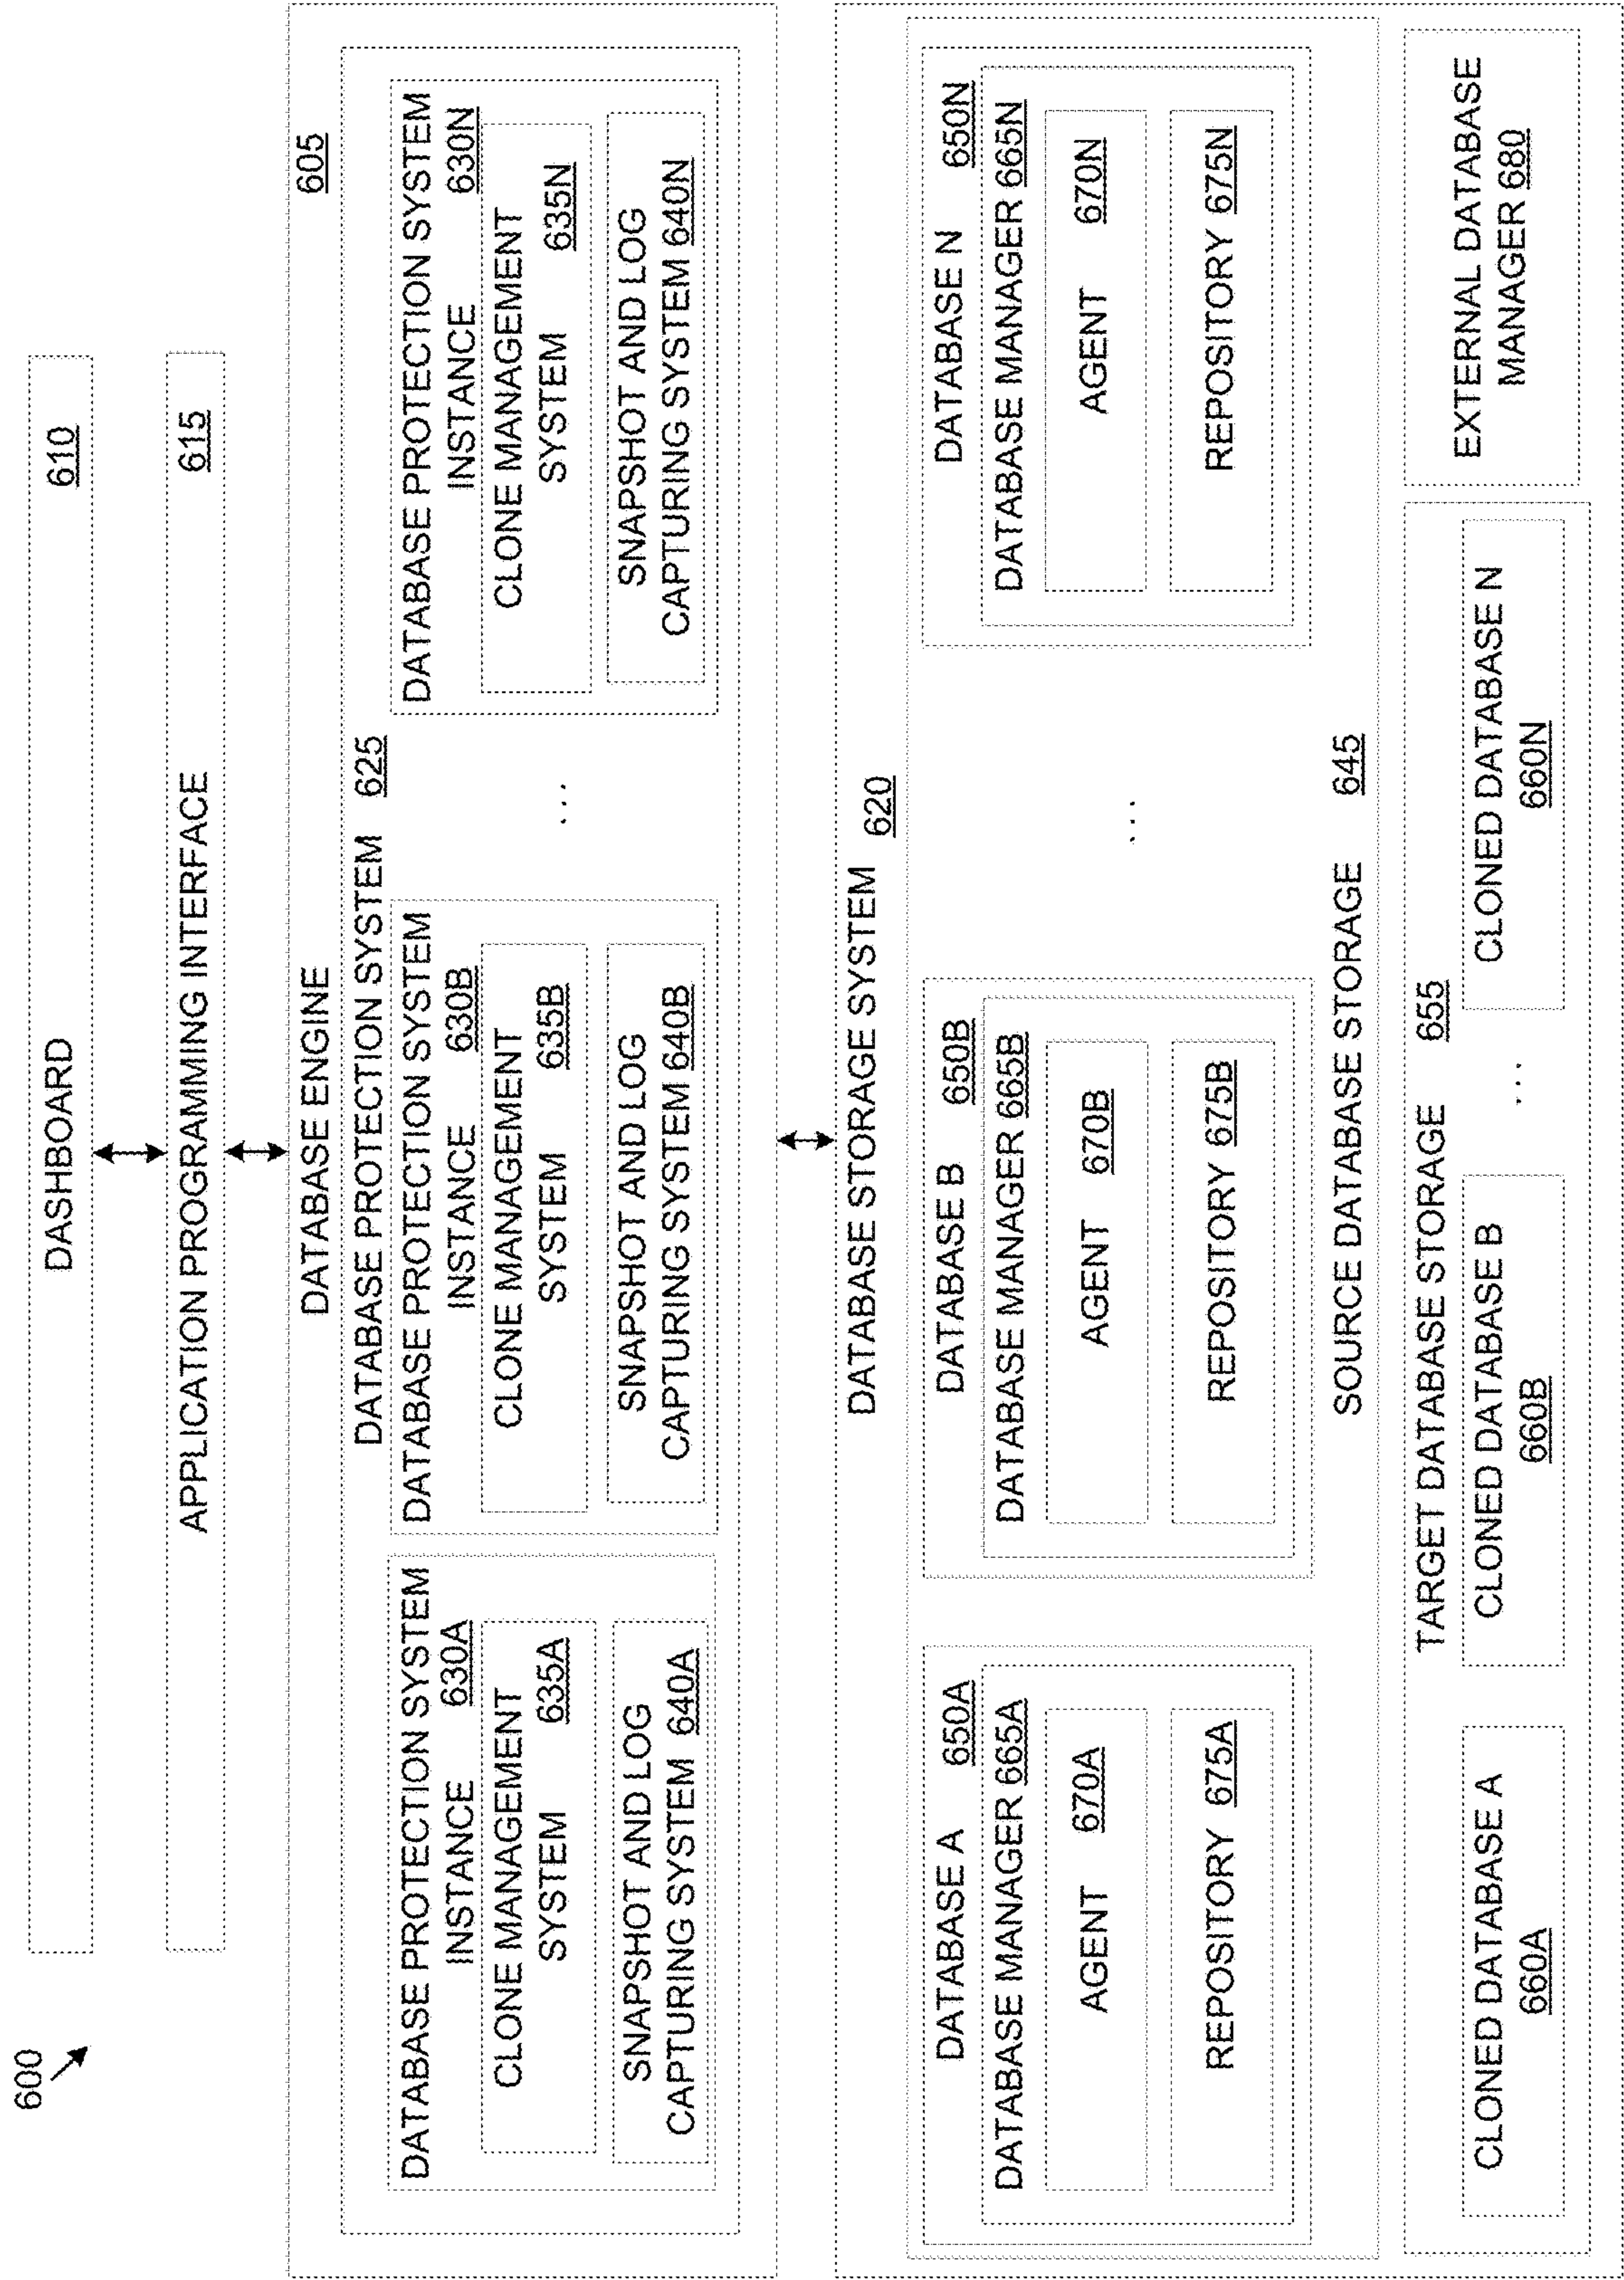 600
DASHBOARD 610
APPLICATION PROGRAMMING INTERFACE 615
DATABASE ENGINE 605
DATABASE PROTECTION SYSTEM 625
DATABASE PROTECTION SYSTEM
INSTANCE 630A
CLONE MANAGEMENT
SYSTEM 635A
SNAPSHOT AND LOG
CAPTURING SYSTEM 640A
DATABASE PROTECTION SYSTEM
INSTANCE 630B
CLONE MANAGEMENT
SYSTEM 635B
SNAPSHOT AND LOG
CAPTURING SYSTEM 640B
...
DATABASE PROTECTION SYSTEM
INSTANCE 630N
CLONE MANAGEMENT
SYSTEM 635N
SNAPSHOT AND LOG
CAPTURING SYSTEM 640N
DATABASE STORAGE SYSTEM 620
DATABASE A 650A
DATABASE MANAGER 665A
AGENT 670A
REPOSITORY 675A
DATABASE B 650B
DATABASE MANAGER 665B
AGENT 670B
REPOSITORY 675B
...
DATABASE N 650N
DATABASE MANAGER 665N
AGENT 670N
REPOSITORY 675N
SOURCE DATABASE STORAGE 645
TARGET DATABASE STORAGE 655
CLONED DATABASE A
660A
CLONED DATABASE B
660B
...
CLONED DATABASE N
660N
EXTERNAL DATABASE
MANAGER 680